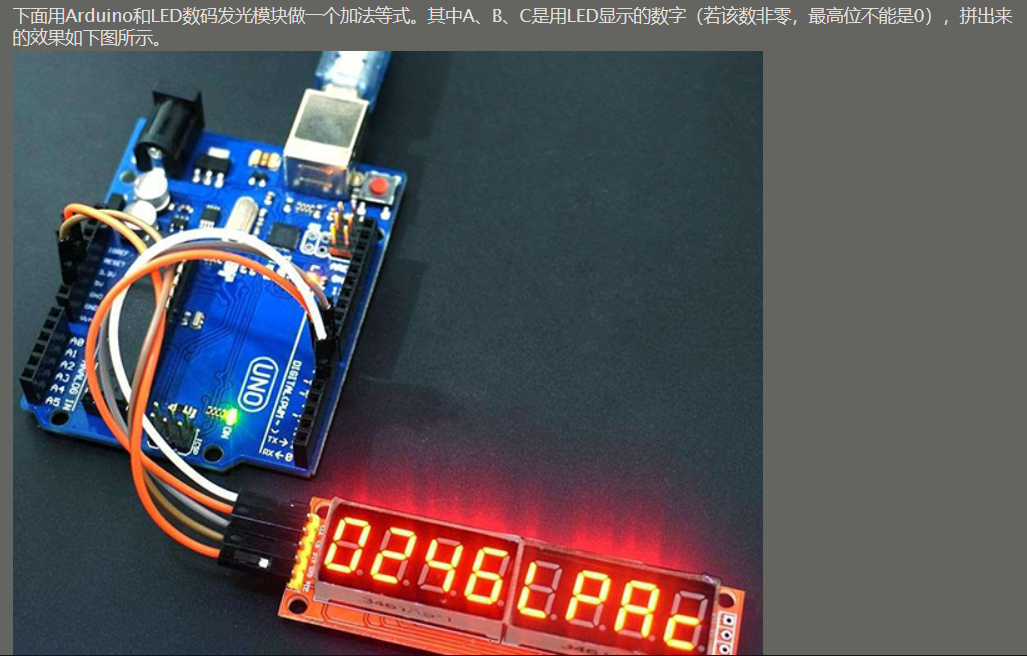 下面用Arduino和LED数码发光模块做一个加法等式。其中A、B、C是用LED显示的数字（若该数非零，最高位不能是0），拼出来
的效果如下图所示。
IOREF
RESET
3.3V
5V
GND
GND
Vin
A0
A1
A2
A3
A4
A5
ANALOG IN
UNO
DIGITAL (PWM~)
ON
TX→
RX←0
0246LPAc